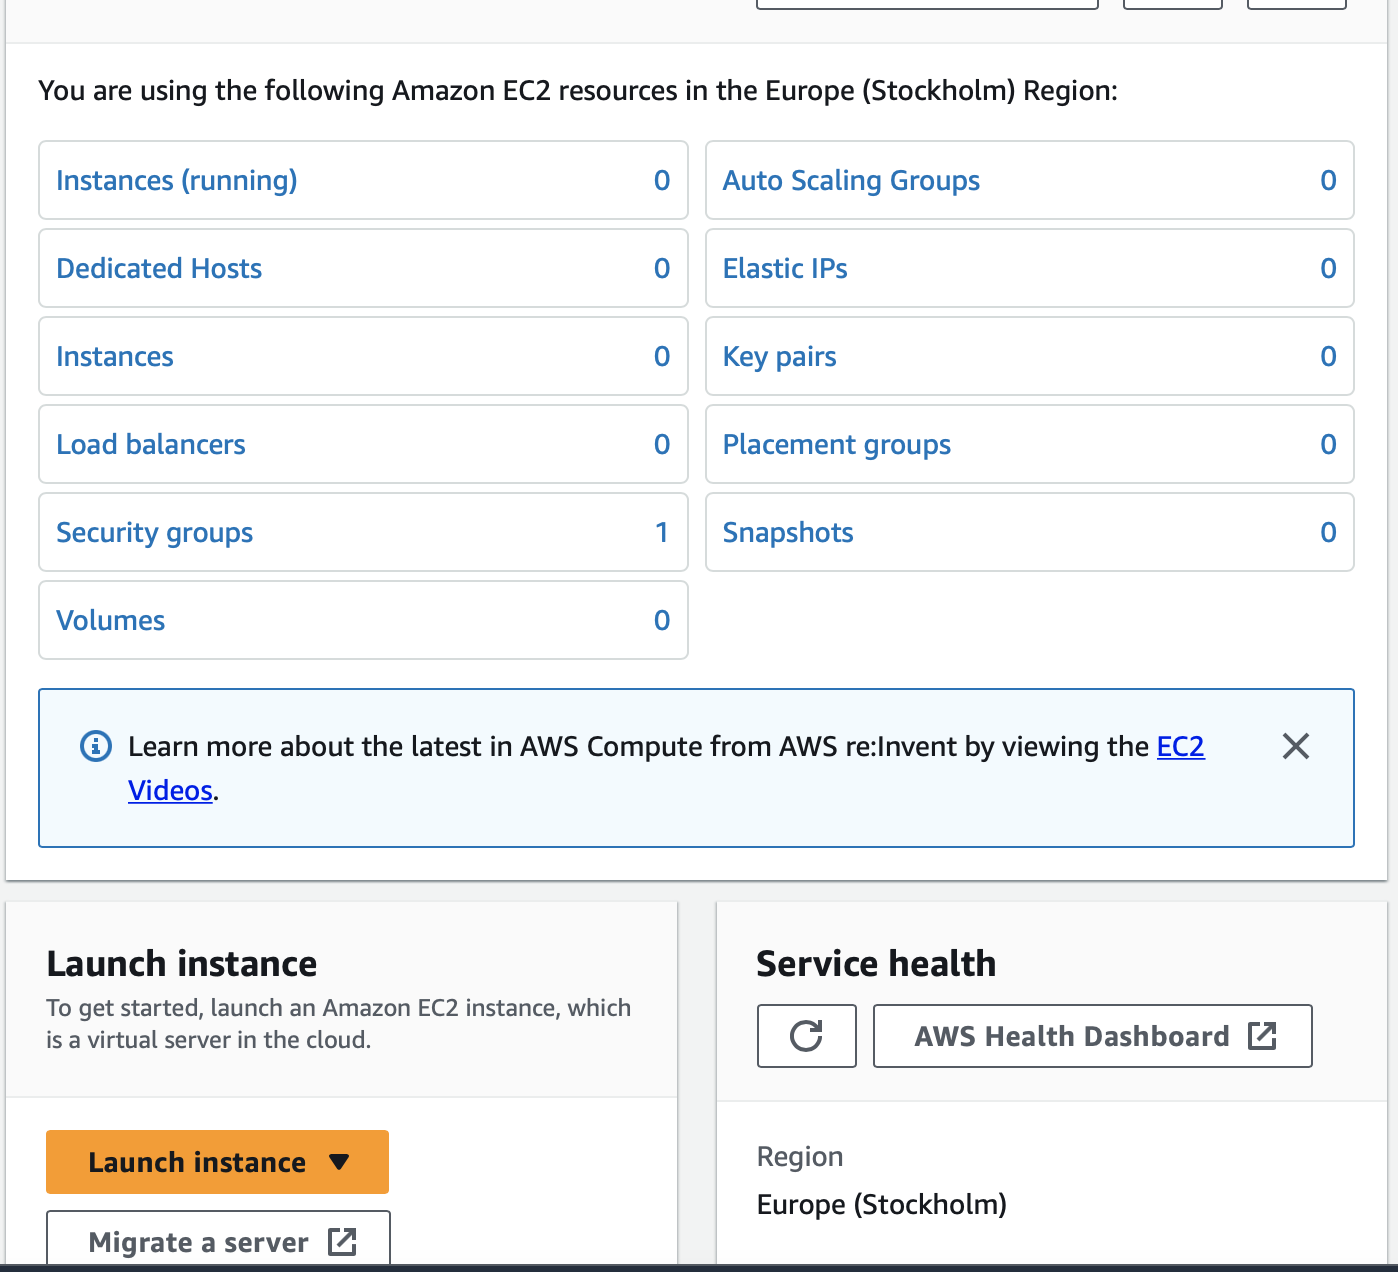 You are using the following Amazon EC2 resources in the Europe (Stockholm) Region:
Instances (running) 0
Auto Scaling Groups 0
Dedicated Hosts 0
Elastic IPs 0
Instances 0
Key pairs 0
Load balancers 0
Placement groups 0
Security groups 1
Snapshots 0
Volumes 0
Learn more about the latest in AWS Compute from AWS re:Invent by viewing the EC2
Videos.
Launch instance
To get started, launch an Amazon EC2 instance, which
is a virtual server in the cloud.
Launch instance
Migrate a server
Service health
AWS Health Dashboard
Region
Europe (Stockholm)